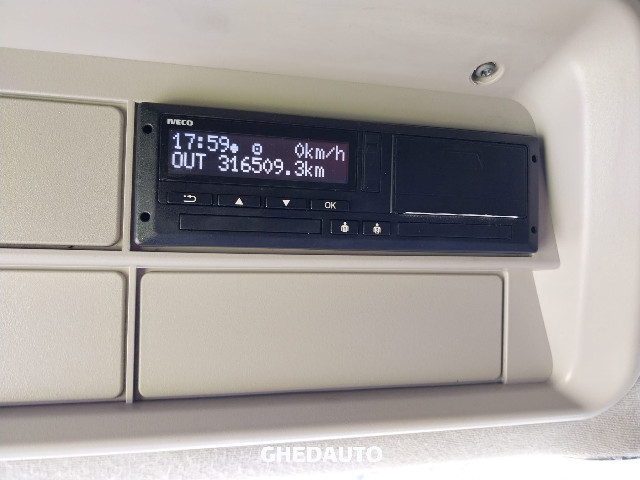 IVECO
17:59 0km/h
OUT 316509.3km
OK
GHEDAUTO